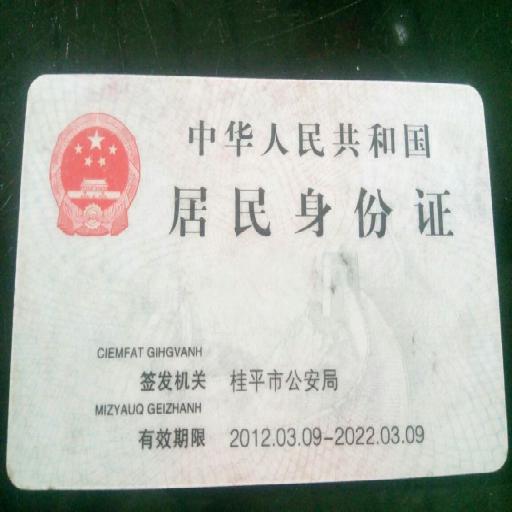 中华人民共和国
居民身份证
CIEMFAT GIHGVANH
签发机关 桂平市公安局
MIZYAUQ GEIZHANH
有效期限 2012.03.09-2022.03.09